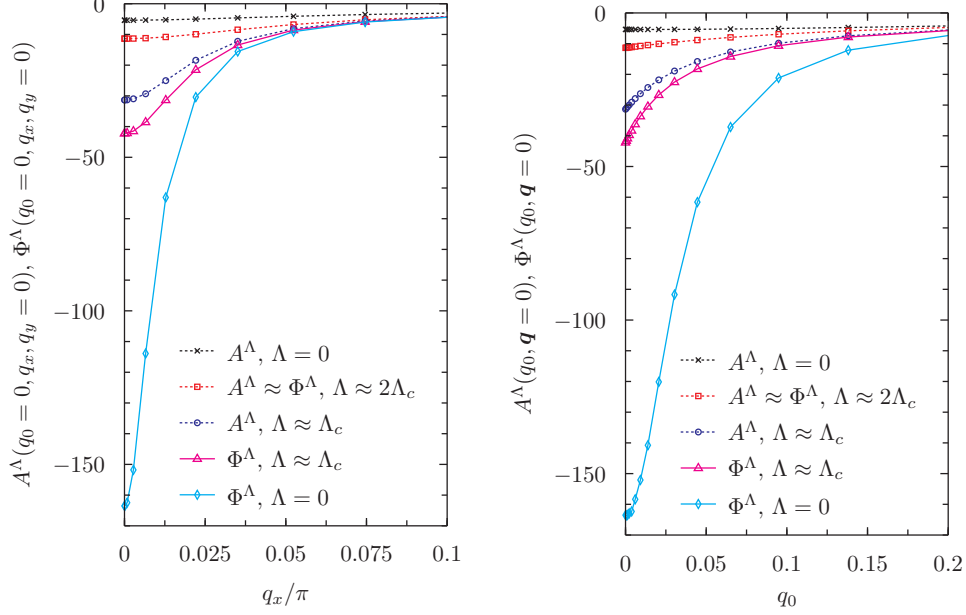 A^Λ(q_0 = 0, q_x, q_y = 0), Φ^Λ(q_0 = 0, q_x, q_y = 0)
0
−50
−100
−150
A^Λ, Λ = 0
A^Λ ≈ Φ^Λ, Λ ≈ 2Λ_c
A^Λ, Λ ≈ Λ_c
Φ^Λ, Λ ≈ Λ_c
Φ^Λ, Λ = 0
0 0.025 0.05 0.075 0.1
q_x/π
A^Λ(q_0, q = 0), Φ^Λ(q_0, q = 0)
0
−50
−100
−150
A^Λ, Λ = 0
A^Λ ≈ Φ^Λ, Λ ≈ 2Λ_c
A^Λ, Λ ≈ Λ_c
Φ^Λ, Λ ≈ Λ_c
Φ^Λ, Λ = 0
0 0.05 0.1 0.15 0.2
q_0